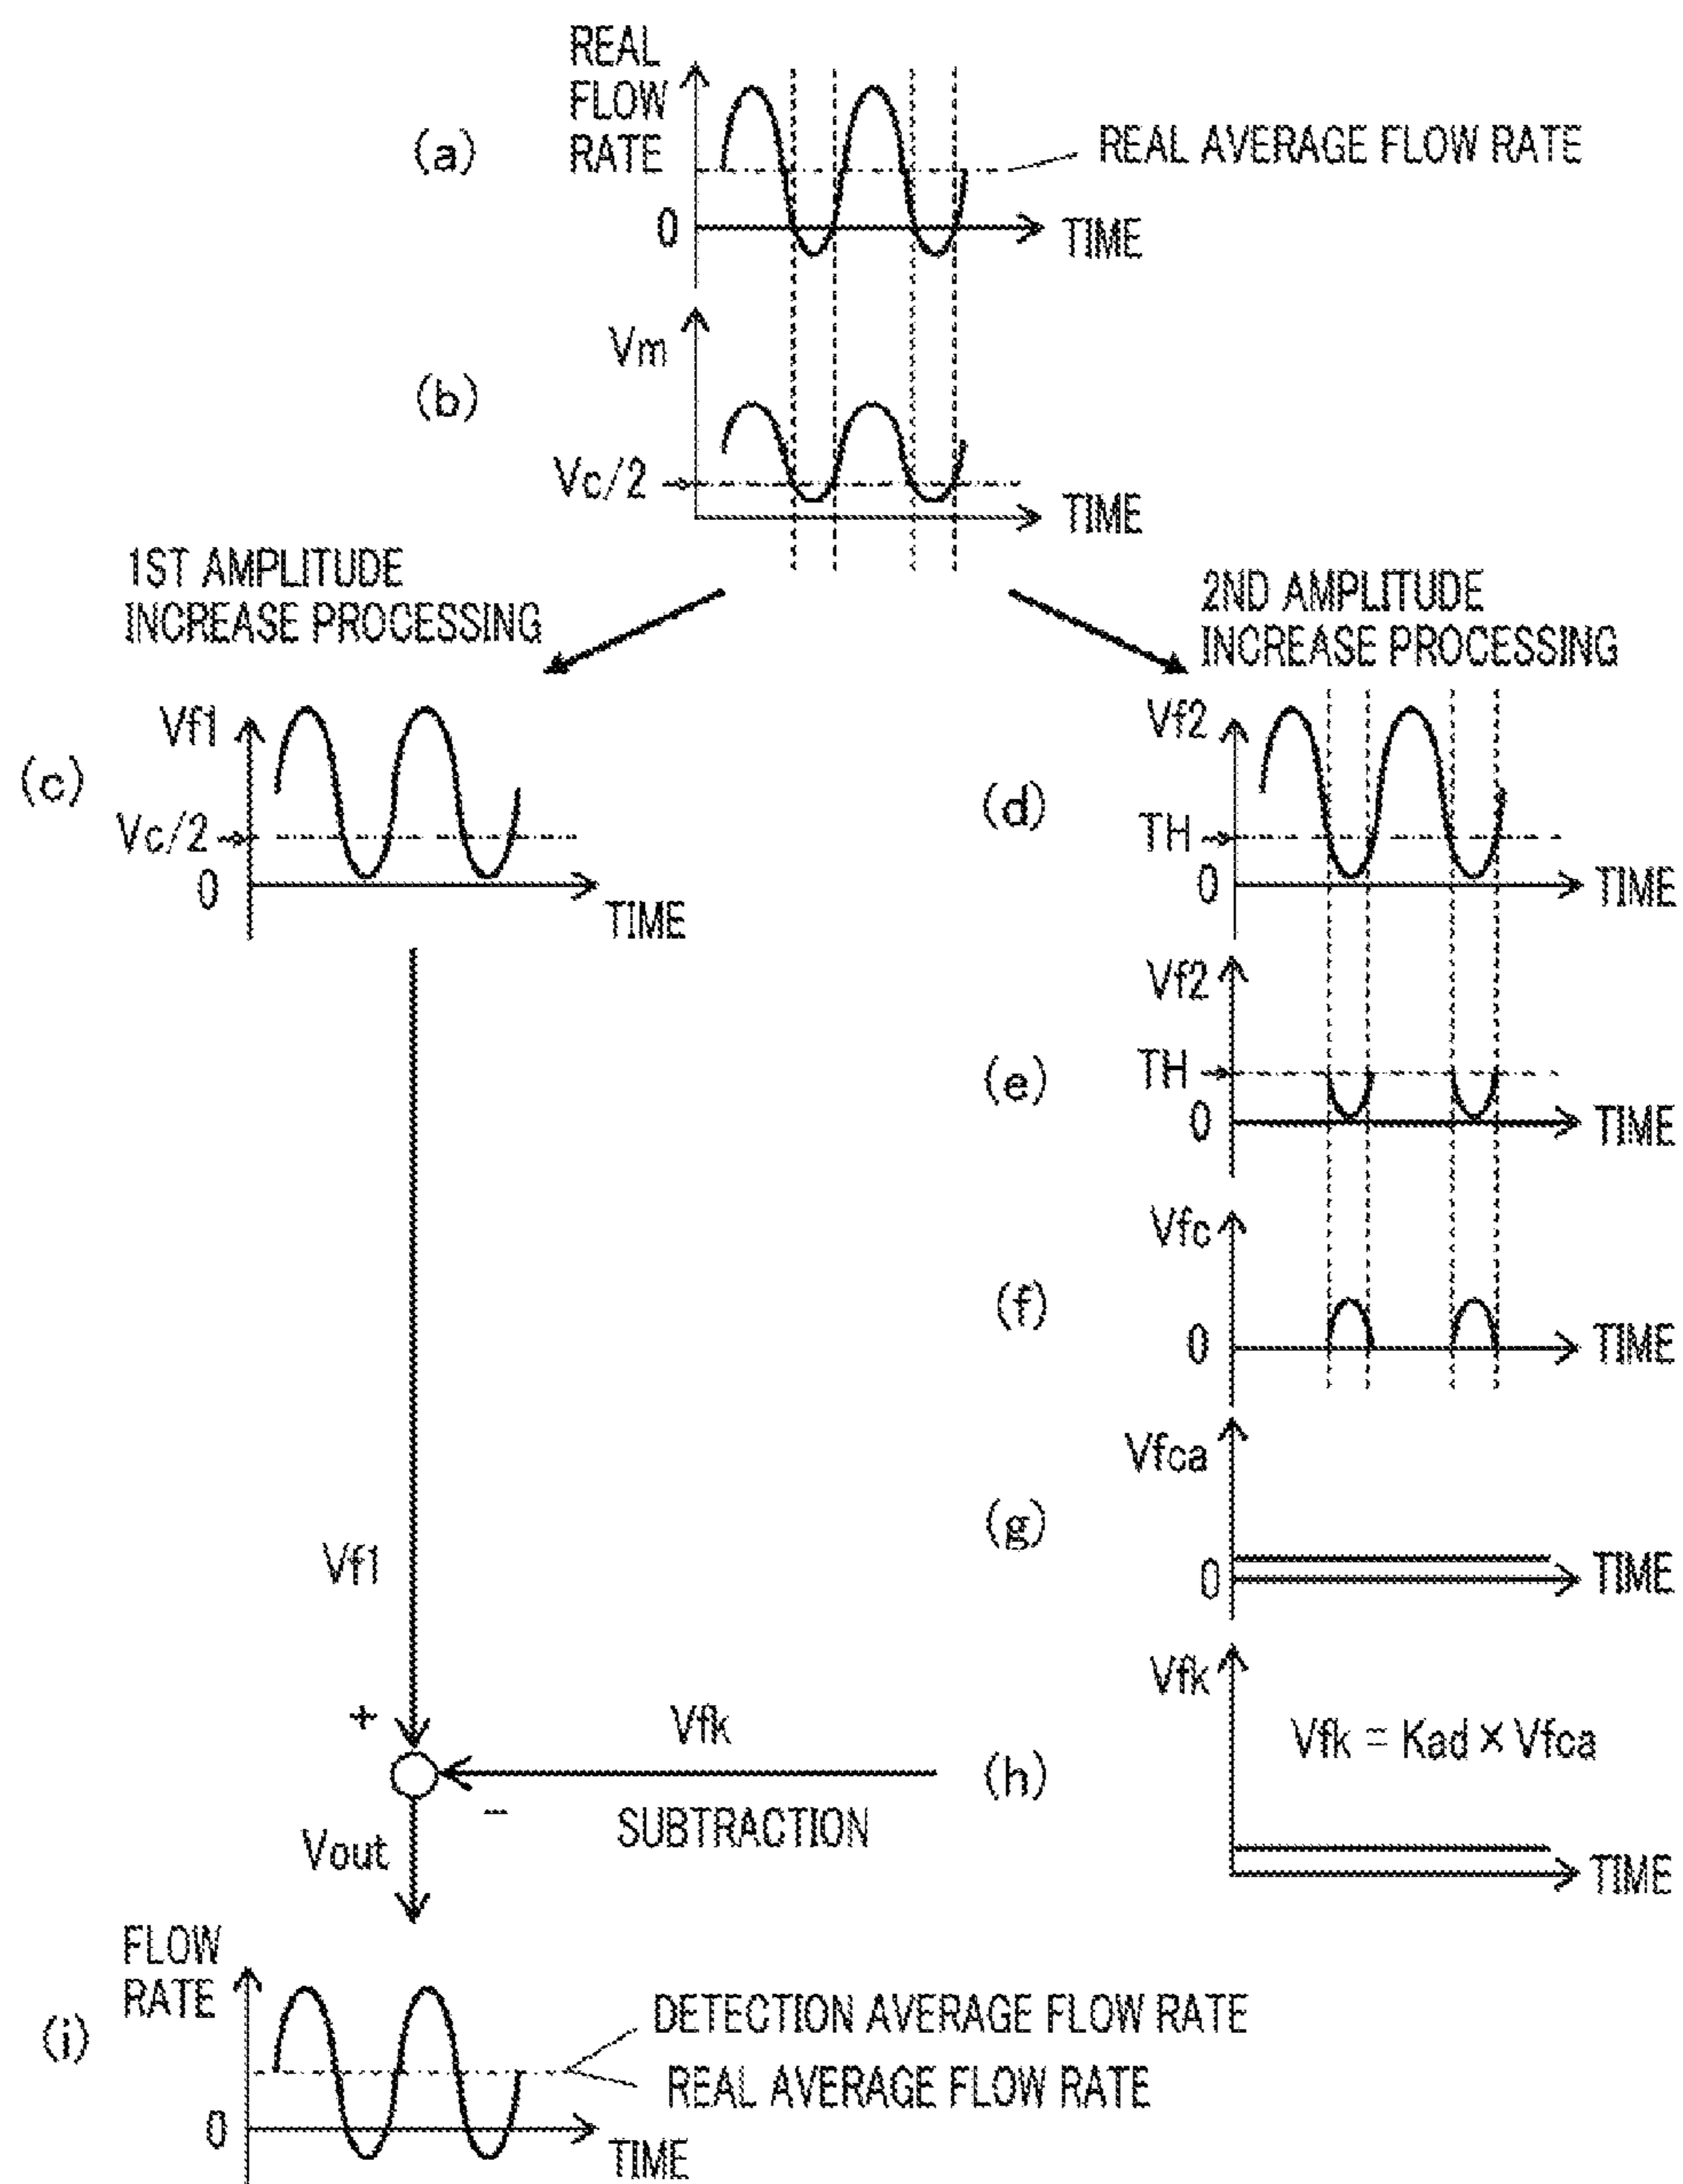 REAL
FLOW
RATE
(a)
REAL AVERAGE FLOW RATE
0
TIME
Vm
(b)
Vc/2
TIME
1ST AMPLITUDE
INCREASE PROCESSING
2ND AMPLITUDE
INCREASE PROCESSING
Vf1
(c)
Vc/2
0
TIME
Vf2
(d)
TH
0
TIME
Vf2
(e)
TH
0
TIME
Vfc
(f)
0
TIME
Vfca
(g)
0
TIME
Vf1
+
Vfk
−
SUBTRACTION
(h)
Vfk
Vfk = Kad × Vfca
TIME
Vout
FLOW
RATE
(i)
DETECTION AVERAGE FLOW RATE
REAL AVERAGE FLOW RATE
0
TIME